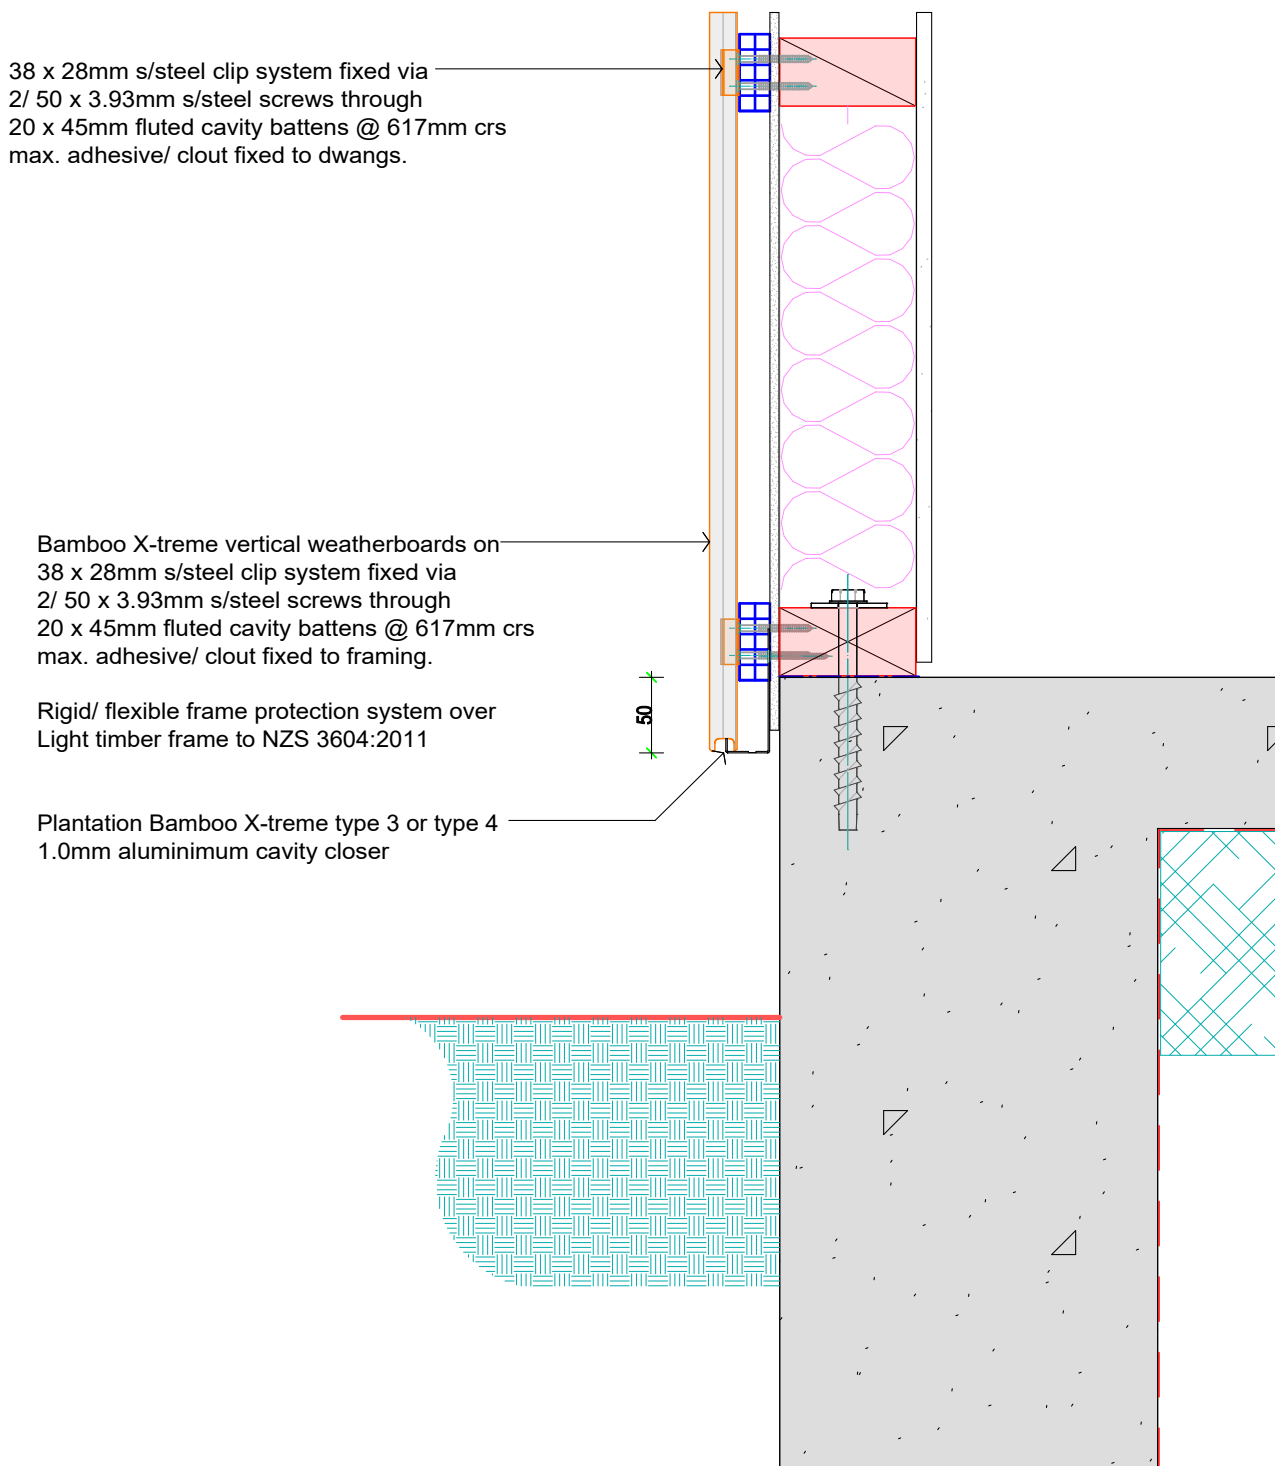 38 x 28mm s/steel clip system fixed via
2/ 50 x 3.93mm s/steel screws through
20 x 45mm fluted cavity battens @ 617mm crs
max. adhesive/ clout fixed to dwangs.
Bamboo X-treme vertical weatherboards on
38 x 28mm s/steel clip system fixed via
2/ 50 x 3.93mm s/steel screws through
20 x 45mm fluted cavity battens @ 617mm crs
max. adhesive/ clout fixed to framing.
Rigid/ flexible frame protection system over
Light timber frame to NZS 3604:2011
50
Plantation Bamboo X-treme type 3 or type 4
1.0mm aluminimum cavity closer